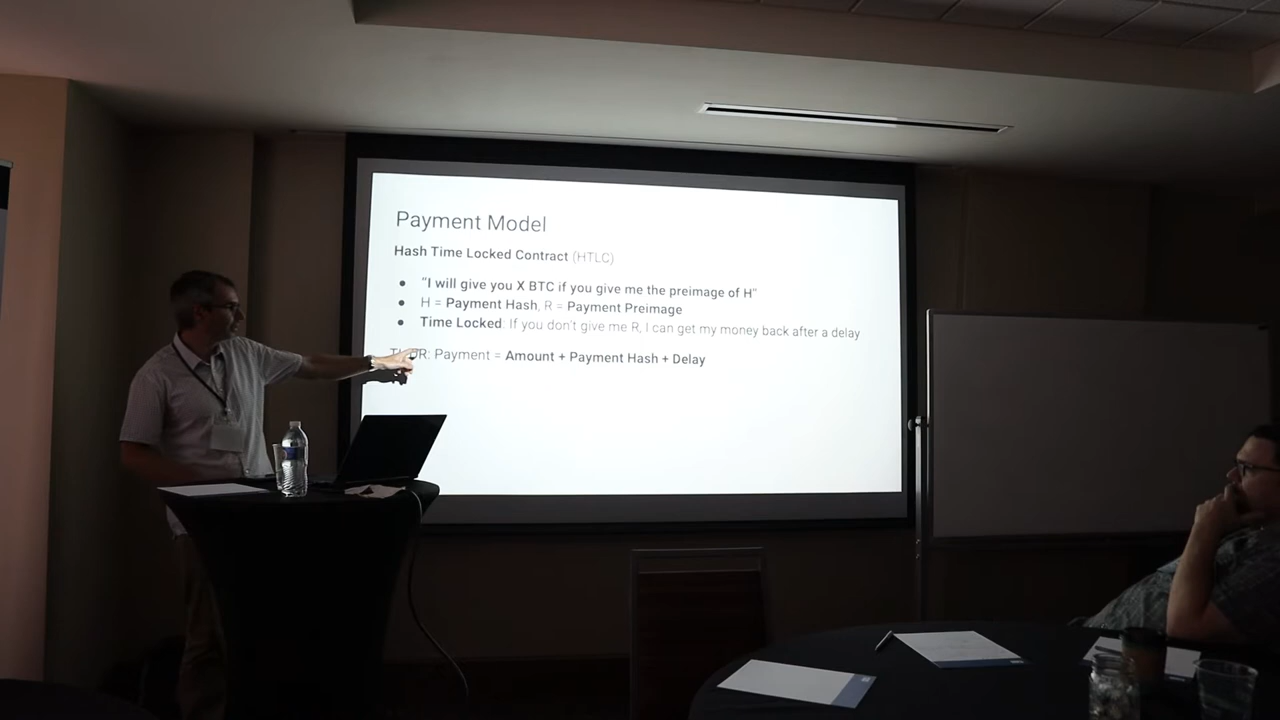 Payment Model
Hash Time Locked Contract (HTLC)
● "I will give you X BTC if you give me the preimage of H"
● H = Payment Hash, R = Payment Preimage
● Time Locked: If you don't give me R, I can get my money back after a delay
Payment = Amount + Payment Hash + Delay